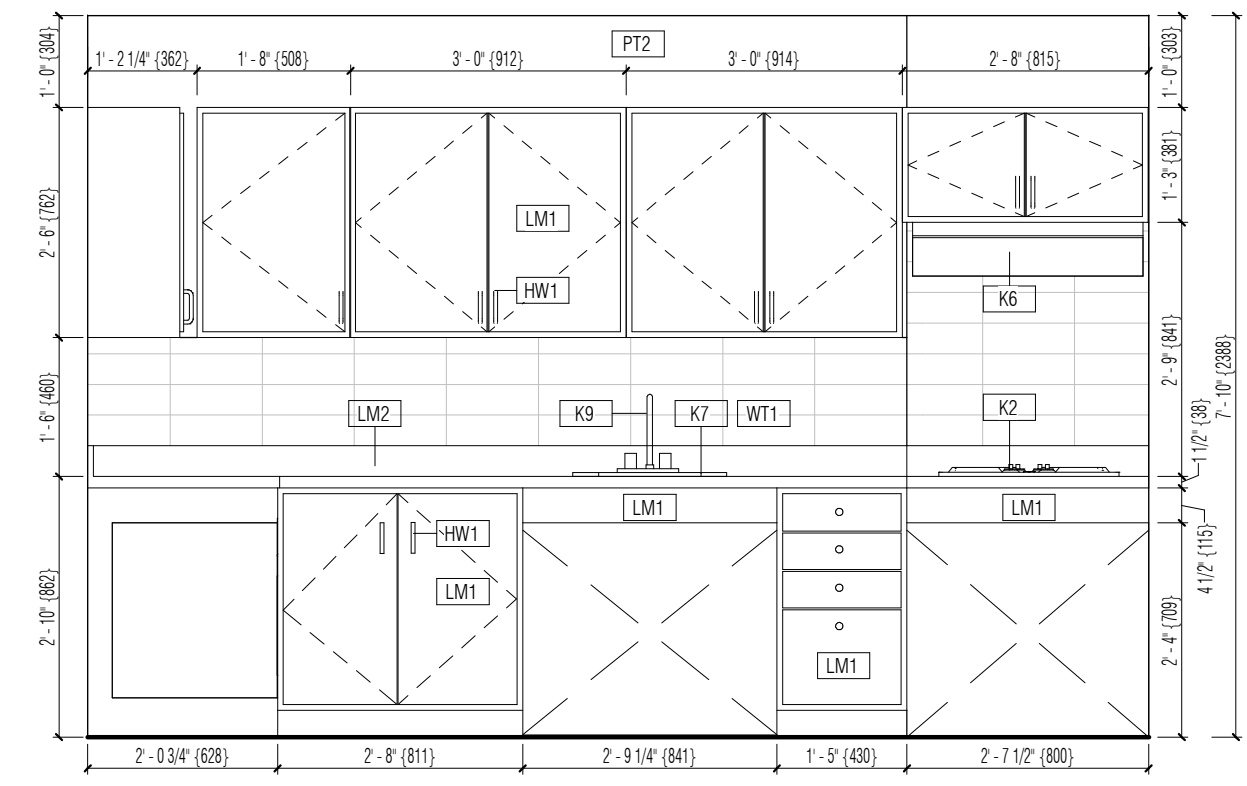 PT2
1' - 2 1/4" {362}
1' - 8" {508}
3' - 0" {912}
3' - 0" {914}
2' - 8" {815}
1' - 0" {304}
1' - 0" {303}
2' - 6" {762}
1' - 3" {381}
LM1
HW1
K6
2' - 9" {841}
7' - 10" {2388}
1' - 6" {460}
LM2
K9
K7
WT1
K2
1 1/2" {38}
LM1
LM1
HW1
LM1
4 1/2" {115}
2' - 10" {862}
2' - 4" {709}
LM1
2' - 0 3/4" {628}
2' - 8" {811}
2' - 9 1/4" {841}
1' - 5" {430}
2' - 7 1/2" {800}